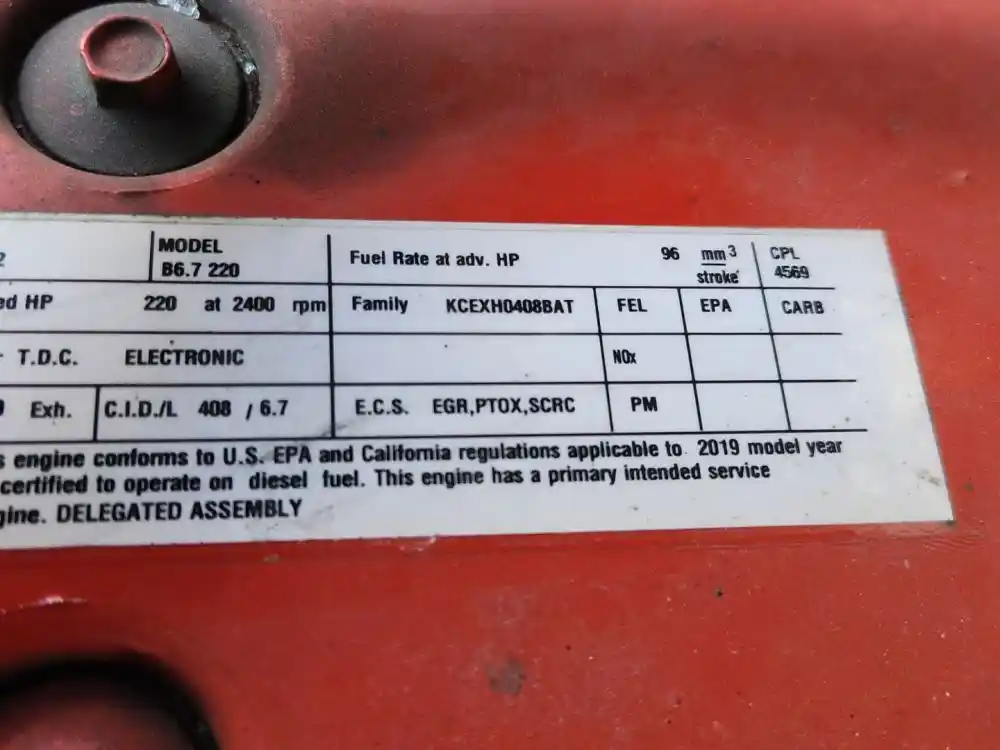 2 MODEL Fuel Rate at adv. HP 96 mm3 CPL
B6.7 220 stroke 4569
ed HP 220 at 2400 rpm Family KCEXH0408BAT FEL EPA CARB
T.D.C. ELECTRONIC NOx
Exh. C.I.D./L 408 / 6.7 E.C.S. EGR,PTOX,SCRC PM
s engine conforms to U.S. EPA and California regulations applicable to 2019 model year
certified to operate on diesel fuel. This engine has a primary intended service
gine. DELEGATED ASSEMBLY